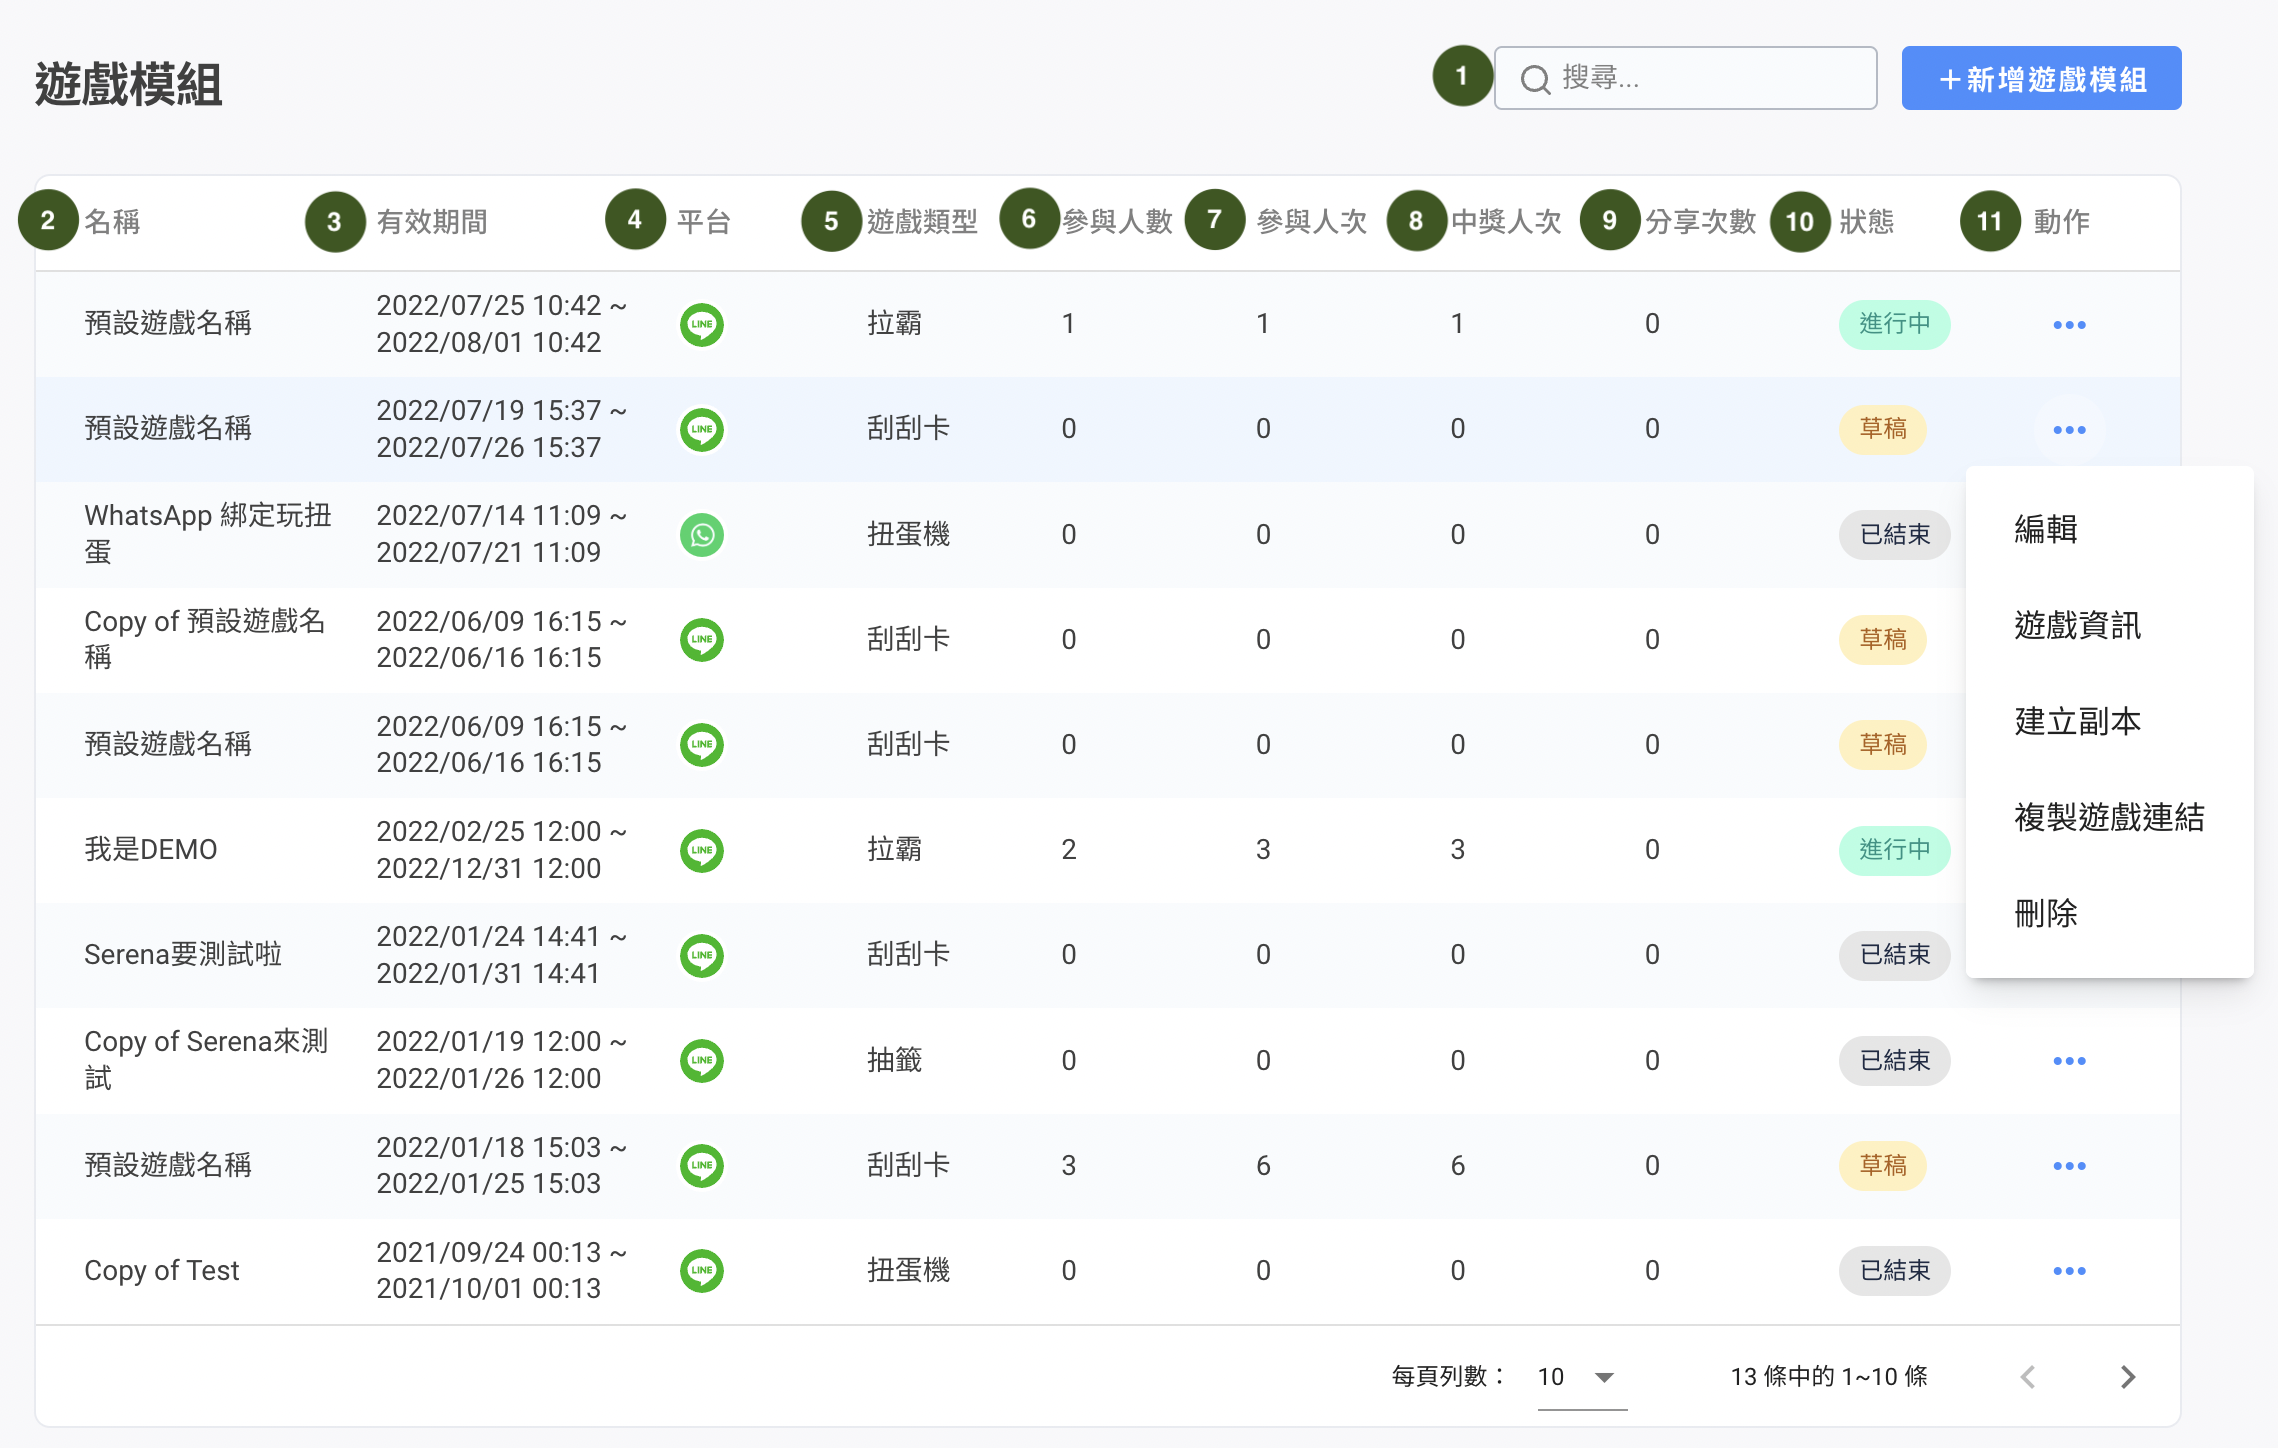 遊戲模組
1 搜尋... ＋新增遊戲模組
2 名稱 3 有效期間 4 平台 5 遊戲類型 6 參與人數 7 參與人次 8 中獎人次 9 分享次數 10 狀態 11 動作
預設遊戲名稱 2022/07/25 10:42 ~ LINE 拉霸 1 1 1 0 進行中
2022/08/01 10:42
預設遊戲名稱 2022/07/19 15:37 ~ LINE 刮刮卡 0 0 0 0 草稿
2022/07/26 15:37
WhatsApp 綁定玩扭 2022/07/14 11:09 ~ 扭蛋機 0 0 0 0 已結束
蛋 2022/07/21 11:09
Copy of 預設遊戲名 2022/06/09 16:15 ~ LINE 刮刮卡 0 0 0 0 草稿
稱 2022/06/16 16:15
預設遊戲名稱 2022/06/09 16:15 ~ LINE 刮刮卡 0 0 0 0 草稿
2022/06/16 16:15
我是DEMO 2022/02/25 12:00 ~ LINE 拉霸 2 3 3 0 進行中
2022/12/31 12:00
Serena要測試啦 2022/01/24 14:41 ~ LINE 刮刮卡 0 0 0 0 已結束
2022/01/31 14:41
Copy of Serena來測 2022/01/19 12:00 ~ LINE 抽籤 0 0 0 0 已結束
試 2022/01/26 12:00
預設遊戲名稱 2022/01/18 15:03 ~ LINE 刮刮卡 3 6 6 0 草稿
2022/01/25 15:03
Copy of Test 2021/09/24 00:13 ~ LINE 扭蛋機 0 0 0 0 已結束
2021/10/01 00:13
編輯
遊戲資訊
建立副本
複製遊戲連結
刪除
每頁列數： 10 13 條中的 1~10 條